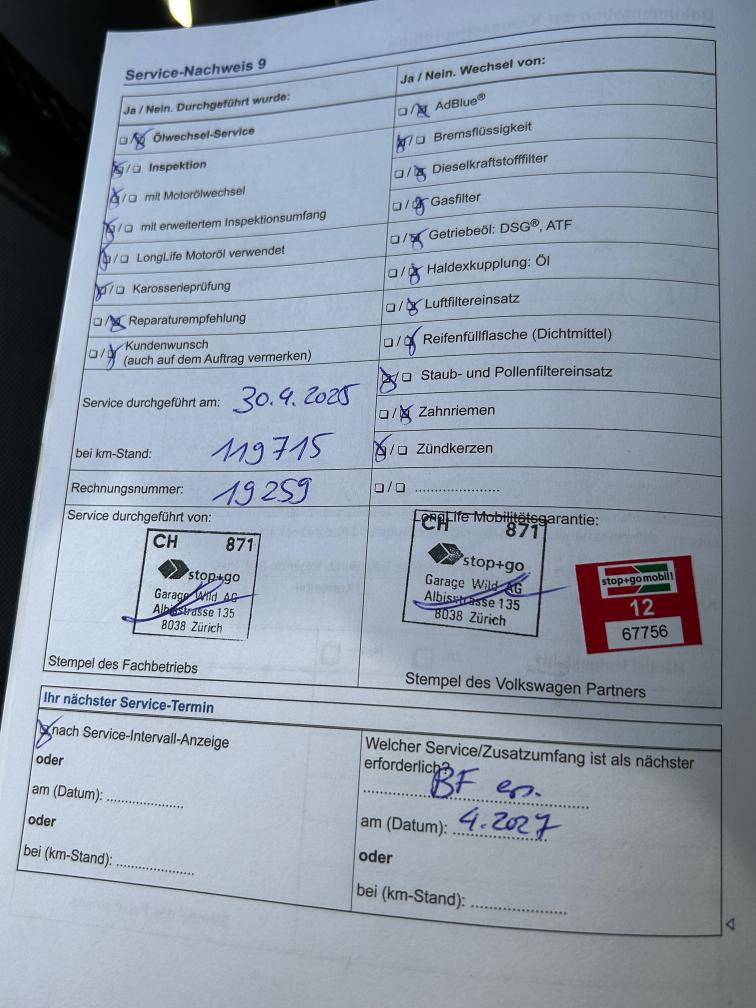 Service-Nachweis 9
Ja / Nein. Durchgeführt wurde:
Ölwechsel-Service
Inspektion
mit Motorölwechsel
mit erweitertem Inspektionsumfang
LongLife Motoröl verwendet
Karosserieprüfung
Reparaturempfehlung
Kundenwunsch
(auch auf dem Auftrag vermerken)
Service durchgeführt am: 30.4.2025
bei km-Stand: 119715
Rechnungsnummer: 19259
Ja / Nein. Wechsel von:
AdBlue®
Bremsflüssigkeit
Dieselkraftstofffilter
Gasfilter
Getriebeöl: DSG®, ATF
Haldexkupplung: Öl
Luftfiltereinsatz
Reifenfüllflasche (Dichtmittel)
Staub- und Pollenfiltereinsatz
Zahnriemen
Zündkerzen
....................
Service durchgeführt von:
CH 871
stop+go
Garage Wild AG
Albisstrasse 135
8038 Zürich
Stempel des Fachbetriebs
LongLife Mobilitätsgarantie:
CH 871
stop+go
Garage Wild AG
Albisstrasse 135
8038 Zürich
stop+go mobil!
12
67756
Stempel des Volkswagen Partners
Ihr nächster Service-Termin
nach Service-Intervall-Anzeige
oder
am (Datum): ....................
oder
bei (km-Stand): ....................
Welcher Service/Zusatzumfang ist als nächster
erforderlich?
BF en.
am (Datum): 4.2027
oder
bei (km-Stand): ....................